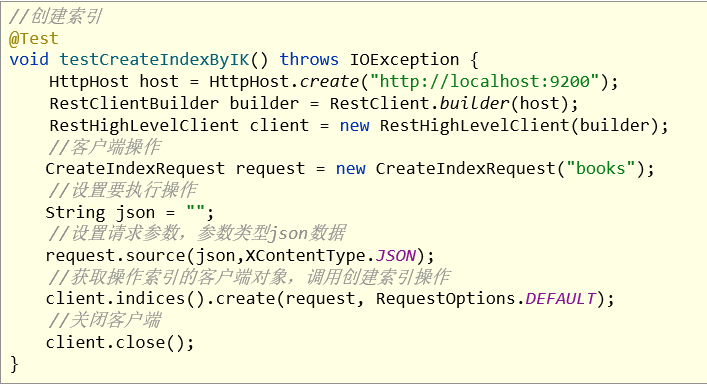 //创建索引
@Test
void testCreateIndexByIK() throws IOException {
HttpHost host = HttpHost.create("http://localhost:9200");
RestClientBuilder builder = RestClient.builder(host);
RestHighLevelClient client = new RestHighLevelClient(builder);
//客户端操作
CreateIndexRequest request = new CreateIndexRequest("books");
//设置要执行操作
String json = "";
//设置请求参数，参数类型json数据
request.source(json,XContentType.JSON);
//获取操作索引的客户端对象，调用创建索引操作
client.indices().create(request, RequestOptions.DEFAULT);
//关闭客户端
client.close();
}